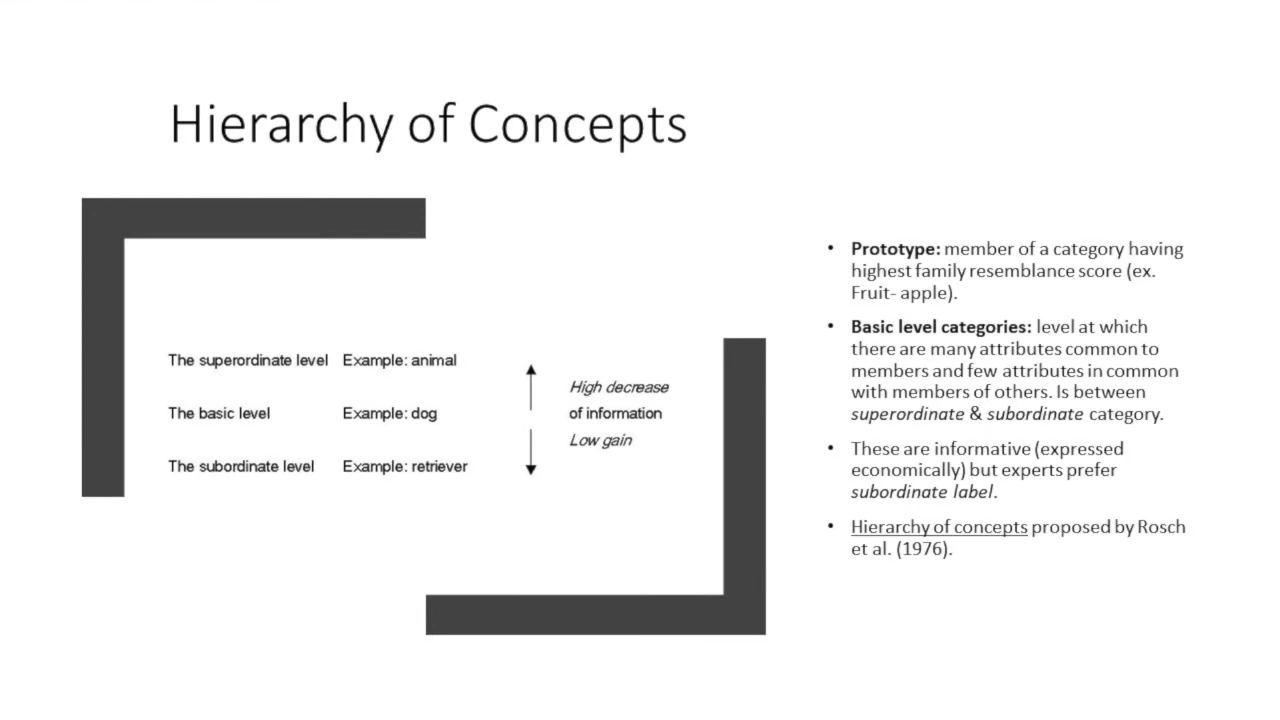 Hierarchy of Concepts
The superordinate level Example: animal
High decrease
The basic level Example: dog of information
Low gain
The subordinate level Example: retriever
• Prototype: member of a category having
highest family resemblance score (ex.
Fruit- apple).
• Basic level categories: level at which
there are many attributes common to
members and few attributes in common
with members of others. Is between
superordinate & subordinate category.
• These are informative (expressed
economically) but experts prefer
subordinate label.
• Hierarchy of concepts proposed by Rosch
et al. (1976).